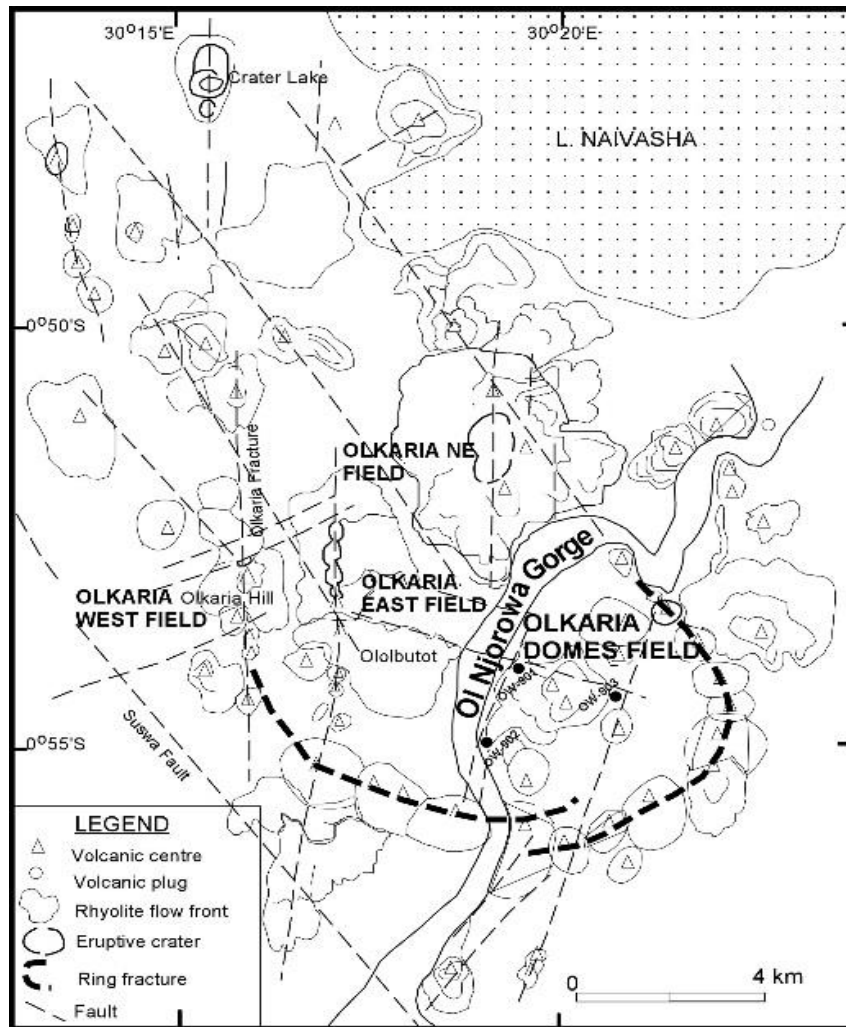 30°15'E
30°20'E
Crater Lake
L. NAIVASHA
0°50'S
Olkaria Fracture
OLKARIA NE
FIELD
OLKARIA
WEST FIELD
Olkaria Hill
OLKARIA
EAST FIELD
Ol Njorowa Gorge
OLKARIA
DOMES FIELD
Ololbutot
OW-901
OW-903
OW-902
Suswa Fault
0°55'S
LEGEND
Volcanic centre
Volcanic plug
Rhyolite flow front
Eruptive crater
Ring fracture
Fault
0 4 km